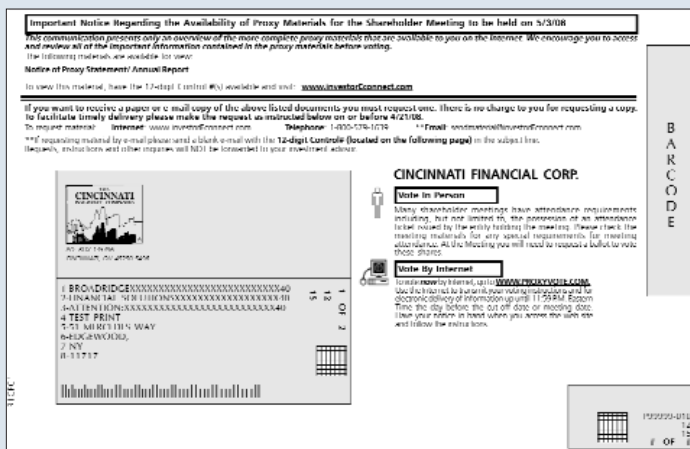 Important Notice Regarding the Availability of Proxy Materials for the Shareholder Meeting to be held on 5/3/08
This communication presents only an overview of the more complete proxy materials that are available to you on the Internet. We encourage you to access
and review all of the important information contained in the proxy materials before voting.
The following materials are available for view:
Notice of Proxy Statement/ Annual Report
To view this material, have the 12-digit Control #(s) available and visit: www.investorEconnect.com
If you want to receive a paper or e-mail copy of the above listed documents you must request one. There is no charge to you for requesting a copy.
To facilitate timely delivery please make the request as instructed below on or before 4/21/08.
To request material: Internet: www.investorEconnect.com Telephone: 1-800-579-1639 **Email: sendmaterial@investorEconnect.com
**If requesting material by e-mail please send a blank e-mail with the 12-digit Control# (located on the following page) in the subject line.
Requests, instructions and other inquiries will NOT be forwarded to your investment advisor.
CINCINNATI FINANCIAL CORP.
Vote In Person
Many shareholder meetings have attendance requirements
including, but not limited to, the possession of an attendance
ticket issued by the entity holding the meeting. Please check the
meeting materials for any special requirements for meeting
attendance. At the Meeting you will need to request a ballot to vote
these shares.
Vote By Internet
To vote now by Internet, go to WWW.PROXYVOTE.COM.
Use the Internet to transmit your voting instructions and for
electronic delivery of information up until 11:59 P.M. Eastern
Time the day before the cut-off date or meeting date.
Have your notice in hand when you access the web site
and follow the instructions.
THE
CINCINNATI
INSURANCE COMPANIES
CINCINNATI, OH
1 BROADRIDGEXXXXXXXXXXXXXXXXXXXXXXXXXXX40
2-FINANCIAL SOLUTIONSXXXXXXXXXXXXXXXXXXX40
3-ATTENTION:XXXXXXXXXXXXXXXXXXXXXXXXXXX40
4 TEST PRINT
5-51 MERCEDES WAY
6-EDGEWOOD,
7 NY
8-11717
1 OF 2
12
15
BARCODE
12
15
# OF #